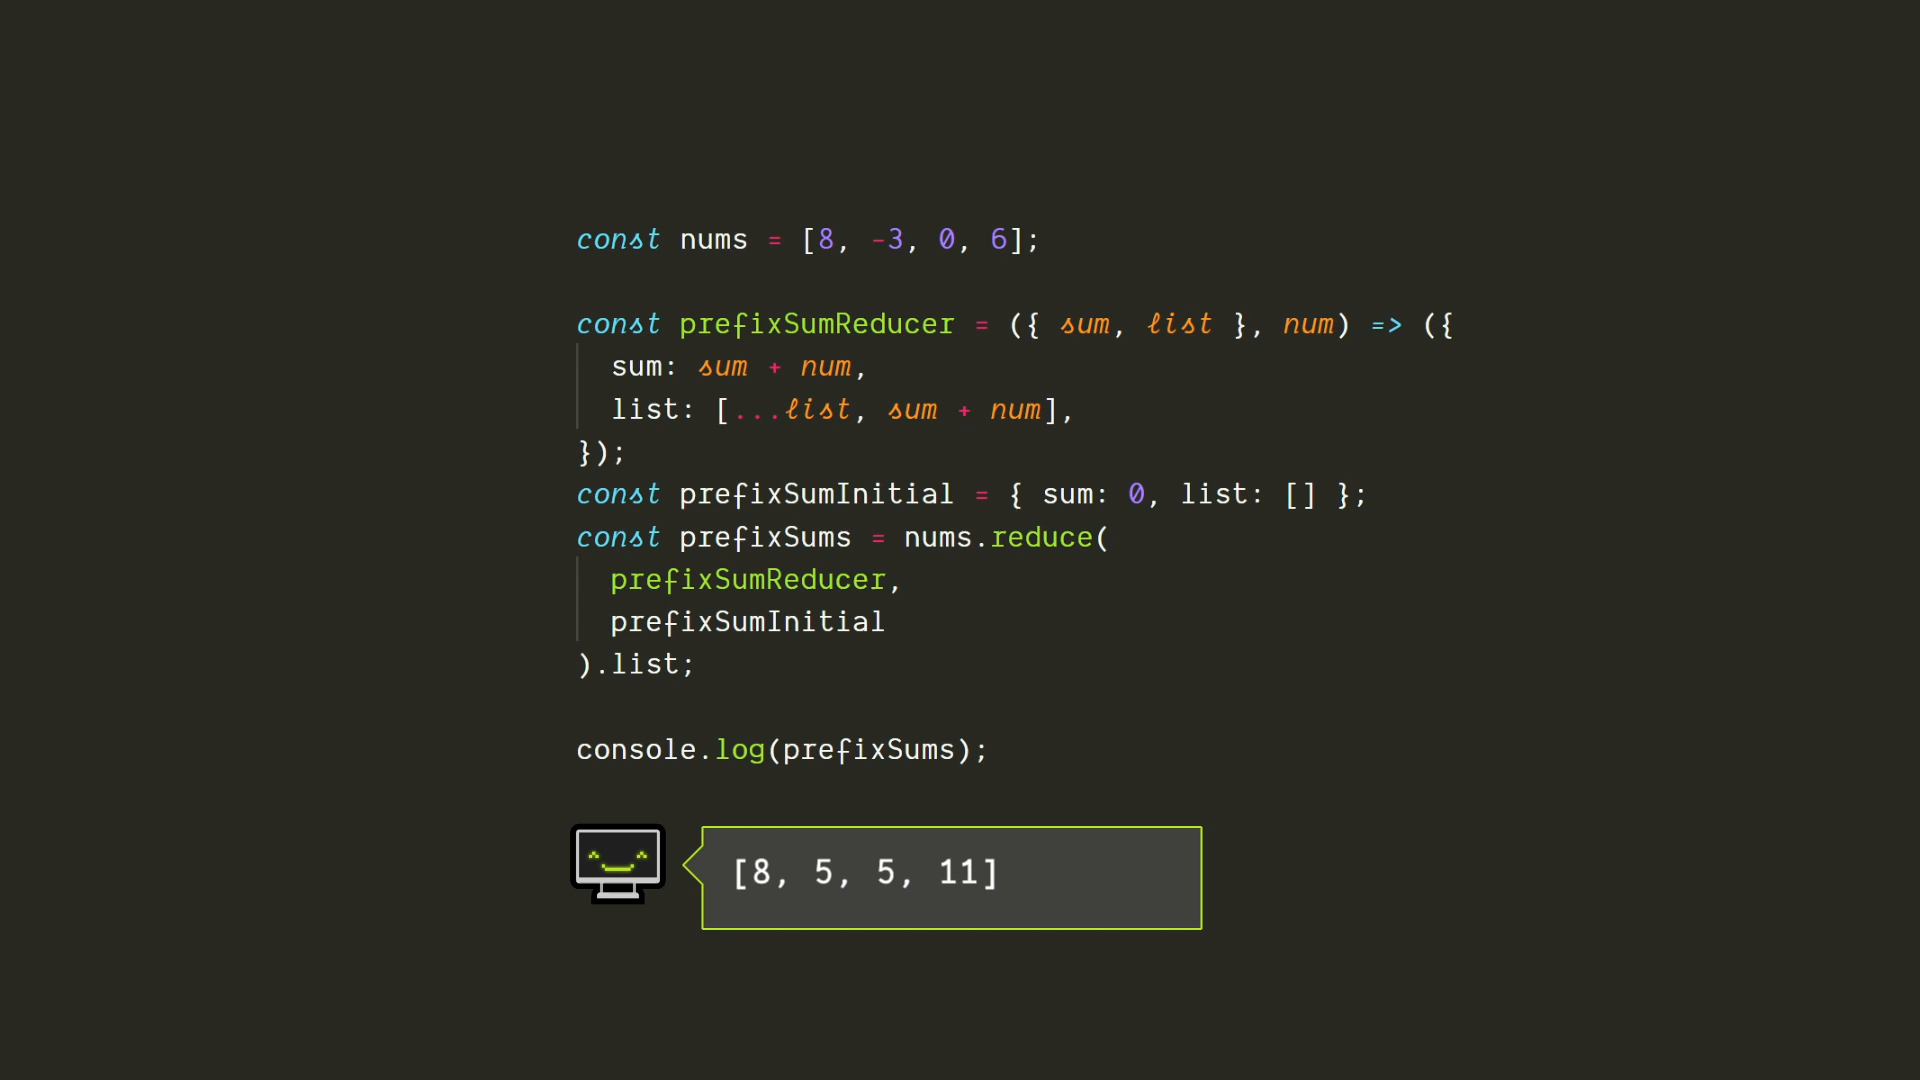 const nums = [8, -3, 0, 6];
const prefixSumReducer = ({ sum, list }, num) => ({
sum: sum + num,
list: [...list, sum + num],
});
const prefixSumInitial = { sum: 0, list: [] };
const prefixSums = nums.reduce(
prefixSumReducer,
prefixSumInitial
).list;
console.log(prefixSums);
[8, 5, 5, 11]